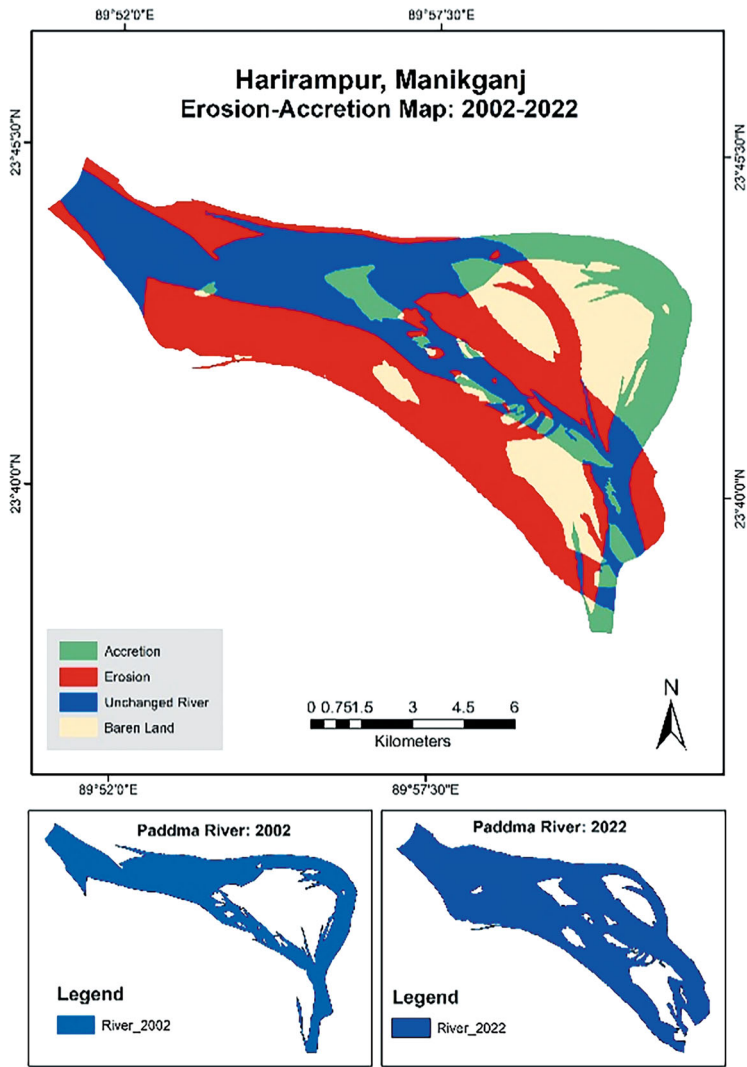 89°52'0"E 89°57'30"E
Harirampur, Manikganj
Erosion-Accretion Map: 2002-2022
23°45'30"N 23°45'30"N
23°40'0"N 23°40'0"N
Accretion
Erosion
Unchanged River
Baren Land
0 0.751.5 3 4.5 6
Kilometers
N
89°52'0"E 89°57'30"E
Paddma River: 2002
Legend
River_2002
Paddma River: 2022
Legend
River_2022